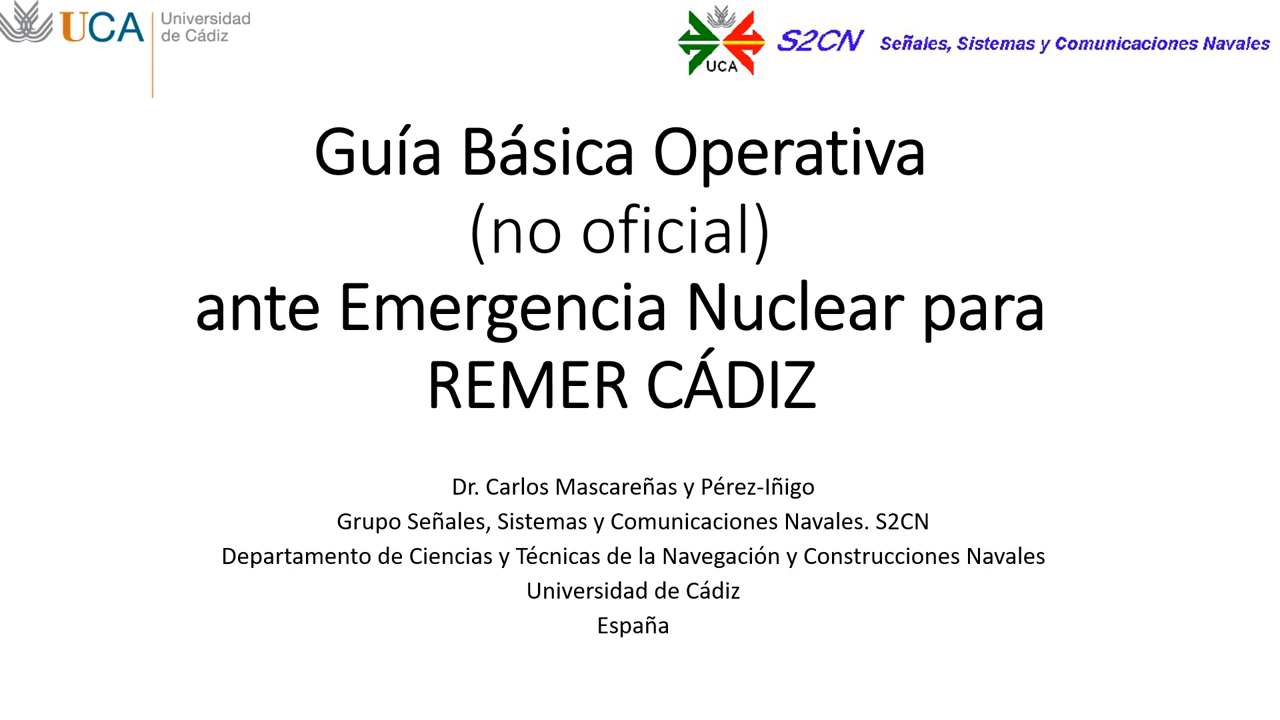 UCA
Universidad
de Cádiz
UCA
S2CN Señales, Sistemas y Comunicaciones Navales
Guía Básica Operativa
(no oficial)
ante Emergencia Nuclear para
REMER CÁDIZ
Dr. Carlos Mascareñas y Pérez-Iñigo
Grupo Señales, Sistemas y Comunicaciones Navales. S2CN
Departamento de Ciencias y Técnicas de la Navegación y Construcciones Navales
Universidad de Cádiz
España